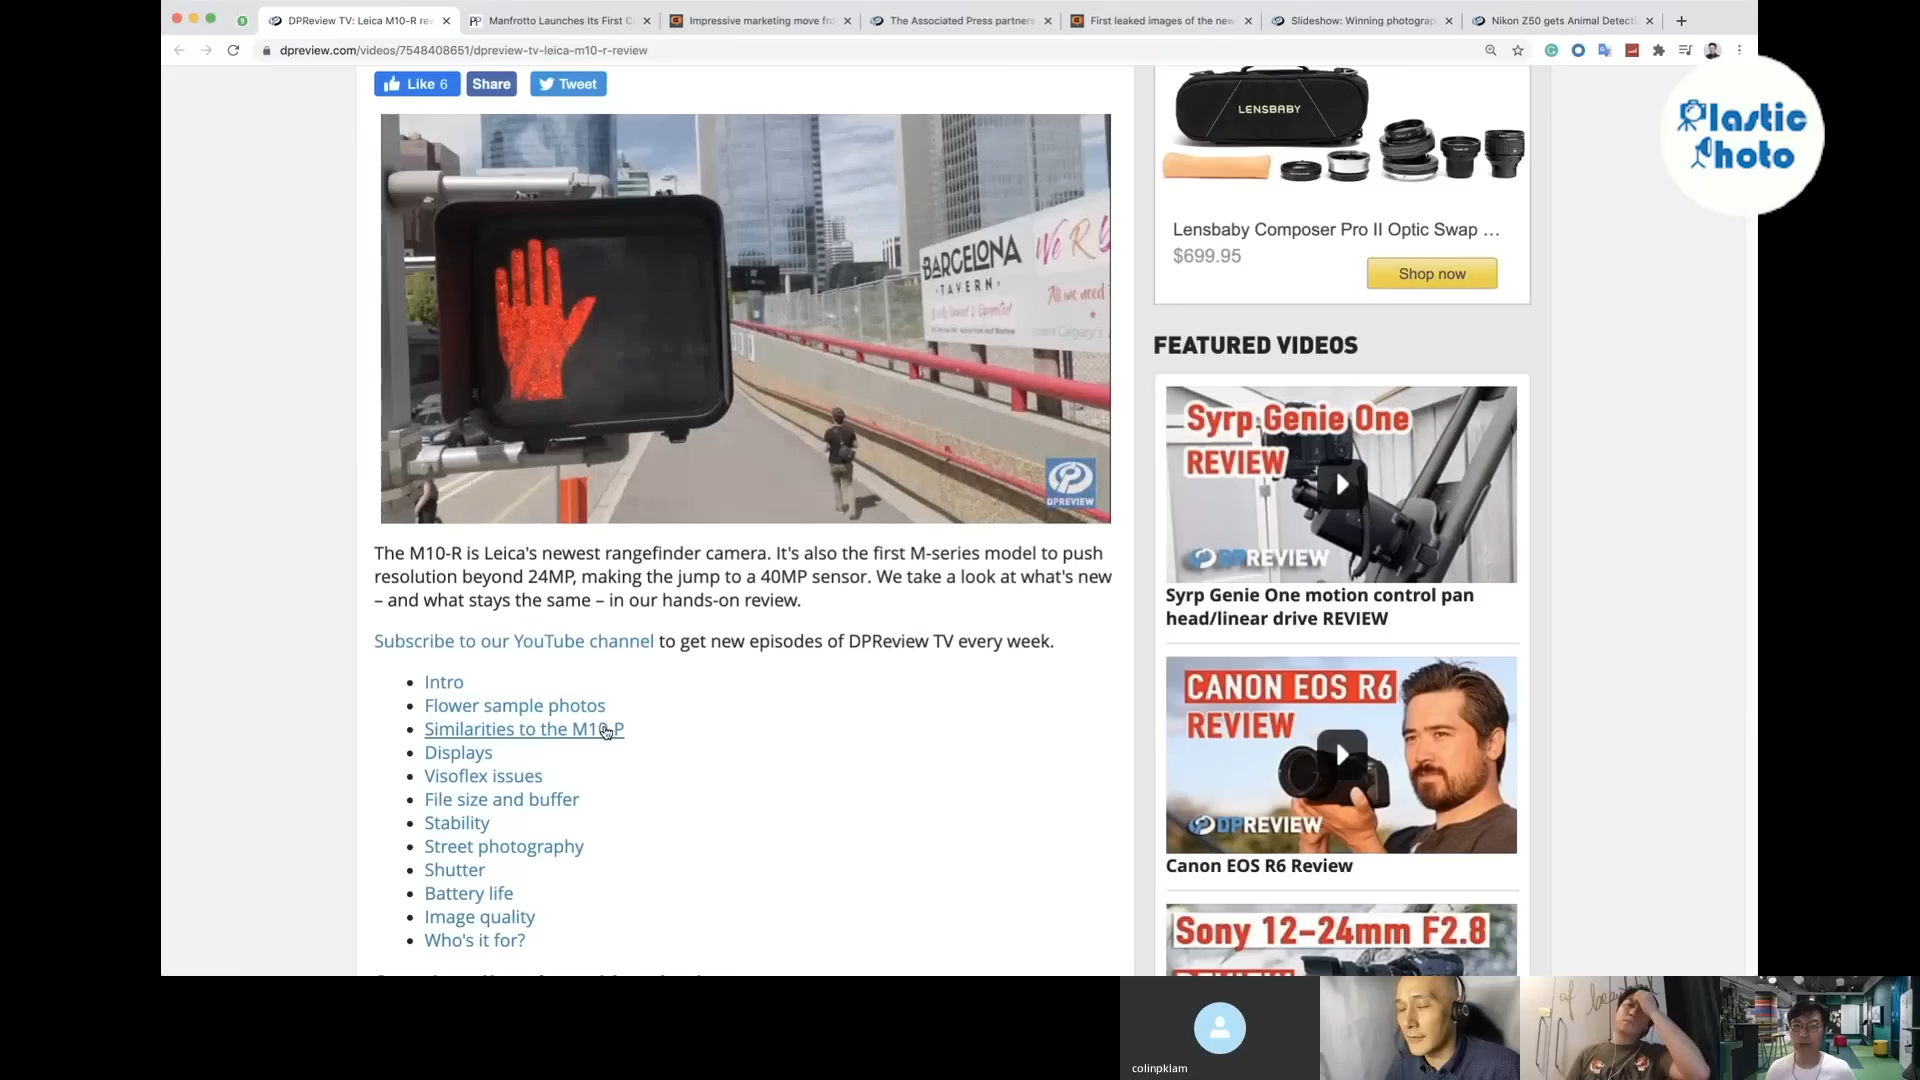 DPReview TV: Leica M10-R rev
Manfrotto Launches Its First C
Impressive marketing move fro
The Associated Press partners
First leaked images of the new
Slideshow: Winning photograp
Nikon Z50 gets Animal Detecti
dpreview.com/videos/7548408651/dpreview-tv-leica-m10-r-review
Like 6
Share
Tweet
LENSBABY
Plastic
Photo
BARCELONA
TAVERN
We R
All we need
DPREVIEW
Lensbaby Composer Pro II Optic Swap ...
$699.95
Shop now
FEATURED VIDEOS
Syrp Genie One
REVIEW
DPREVIEW
Syrp Genie One motion control pan
head/linear drive REVIEW
CANON EOS R6
REVIEW
DPREVIEW
Canon EOS R6 Review
Sony 12-24mm F2.8
The M10-R is Leica's newest rangefinder camera. It's also the first M-series model to push
resolution beyond 24MP, making the jump to a 40MP sensor. We take a look at what's new
– and what stays the same – in our hands-on review.
Subscribe to our YouTube channel to get new episodes of DPReview TV every week.
Intro
Flower sample photos
Similarities to the M10-P
Displays
Visoflex issues
File size and buffer
Stability
Street photography
Shutter
Battery life
Image quality
Who's it for?
colinpklam
of